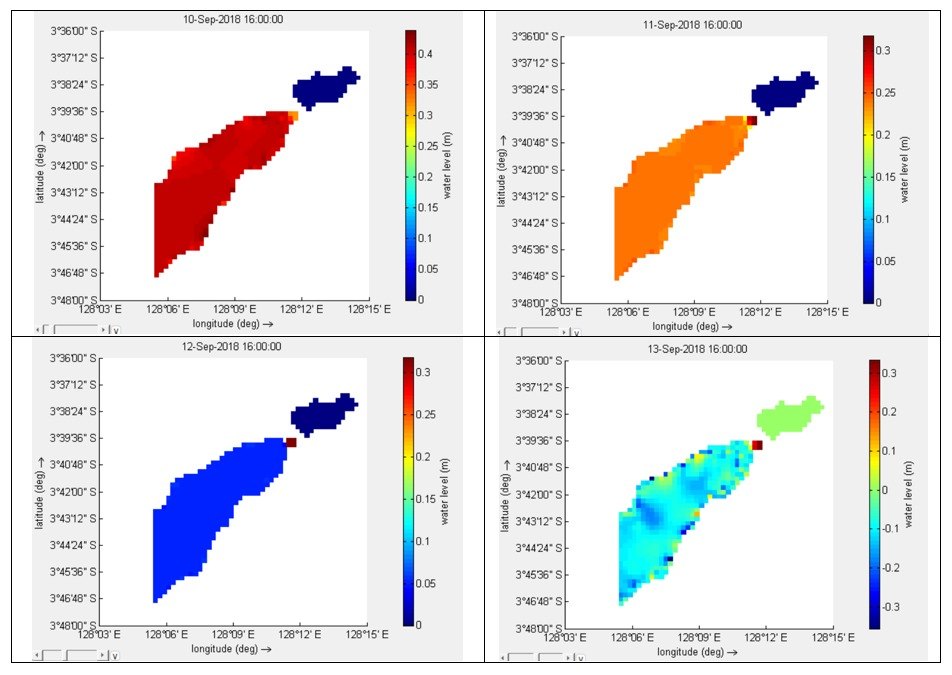 10-Sep-2018 16:00:00
3°36'00" S
3°37'12" S
3°38'24" S
3°39'36" S
3°40'48" S
3°42'00" S
3°43'12" S
3°44'24" S
3°45'36" S
3°46'48" S
3°48'00" S
latitude (deg) →
128°03' E 128°06' E 128°09' E 128°12' E 128°15' E
longitude (deg) →
0.4
0.35
0.3
0.25
0.2
0.15
0.1
0.05
0
water level (m)
v
11-Sep-2018 16:00:00
3°36'00" S
3°37'12" S
3°38'24" S
3°39'36" S
3°40'48" S
3°42'00" S
3°43'12" S
3°44'24" S
3°45'36" S
3°46'48" S
3°48'00" S
latitude (deg) →
128°03' E 128°06' E 128°09' E 128°12' E 128°15' E
longitude (deg) →
0.3
0.25
0.2
0.15
0.1
0.05
0
water level (m)
v
12-Sep-2018 16:00:00
3°36'00" S
3°37'12" S
3°38'24" S
3°39'36" S
3°40'48" S
3°42'00" S
3°43'12" S
3°44'24" S
3°45'36" S
3°46'48" S
3°48'00" S
latitude (deg) →
128°03' E 128°06' E 128°09' E 128°12' E 128°15' E
longitude (deg) →
0.3
0.25
0.2
0.15
0.1
0.05
0
water level (m)
v
13-Sep-2018 16:00:00
3°36'00" S
3°37'12" S
3°38'24" S
3°39'36" S
3°40'48" S
3°42'00" S
3°43'12" S
3°44'24" S
3°45'36" S
3°46'48" S
3°48'00" S
latitude (deg) →
128°03' E 128°06' E 128°09' E 128°12' E 128°15' E
longitude (deg) →
0.3
0.2
0.1
0
-0.1
-0.2
-0.3
water level (m)
v